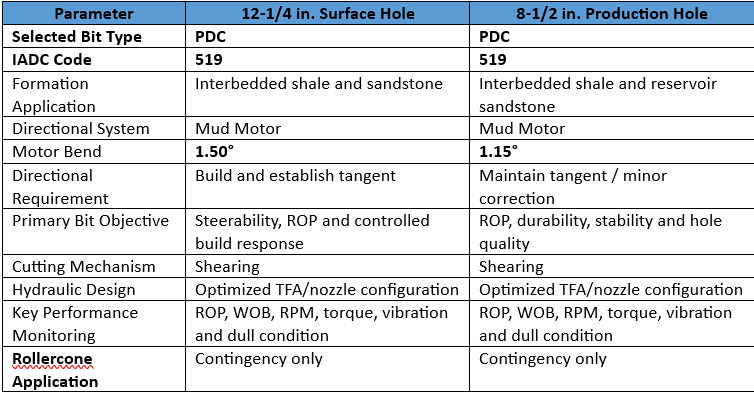 Parameter 12-1/4 in. Surface Hole 8-1/2 in. Production Hole
Selected Bit Type PDC PDC
IADC Code 519 519
Formation Interbedded shale and sandstone Interbedded shale and reservoir
Application sandstone
Directional System Mud Motor Mud Motor
Motor Bend 1.50° 1.15°
Directional Build and establish tangent Maintain tangent / minor
Requirement correction
Primary Bit Objective Steerability, ROP and controlled ROP, durability, stability and hole
build response quality
Cutting Mechanism Shearing Shearing
Hydraulic Design Optimized TFA/nozzle configuration Optimized TFA/nozzle configuration
Key Performance ROP, WOB, RPM, torque, vibration ROP, WOB, RPM, torque, vibration
Monitoring and dull condition and dull condition
Rollercone Contingency only Contingency only
Application